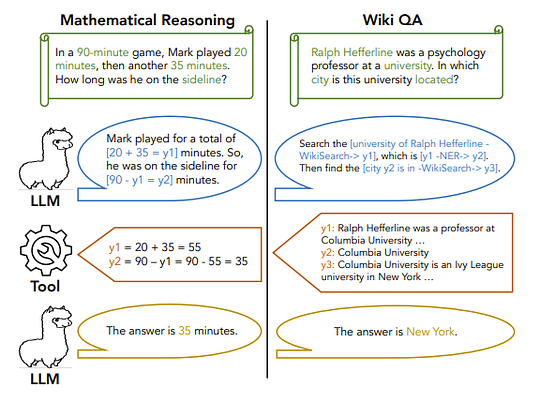 Mathematical Reasoning
In a 90-minute game, Mark played 20
minutes, then another 35 minutes.
How long was he on the sideline?
LLM
Mark played for a total of
[20 + 35 = y1] minutes. So,
he was on the sideline for
[90 - y1 = y2] minutes.
Tool
y1 = 20 + 35 = 55
y2 = 90 – y1 = 90 - 55 = 35
LLM
The answer is 35 minutes.
Wiki QA
Ralph Hefferline was a psychology
professor at a university. In which
city is this university located?
Search the [university of Ralph Hefferline -
WikiSearch-> y1], which is [y1 -NER-> y2].
Then find the [city y2 is in -WikiSearch-> y3].
y1: Ralph Hefferline was a professor at
Columbia University ...
y2: Columbia University
y3: Columbia University is an Ivy League
university in New York ...
The answer is New York.